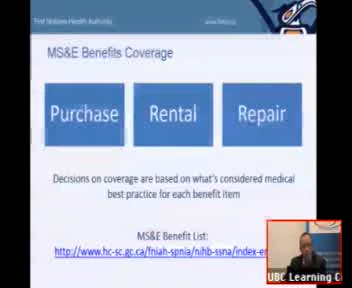 First Nations Health Authority
MS&E Benefits Coverage
Purchase
Rental
Repair
Decisions on coverage are based on what's considered medical
best practice for each benefit item
MS&E Benefit List:
http://www.hc-sc.gc.ca/fniah-spnia/nihb-ssna/index-en
UBC Learning C